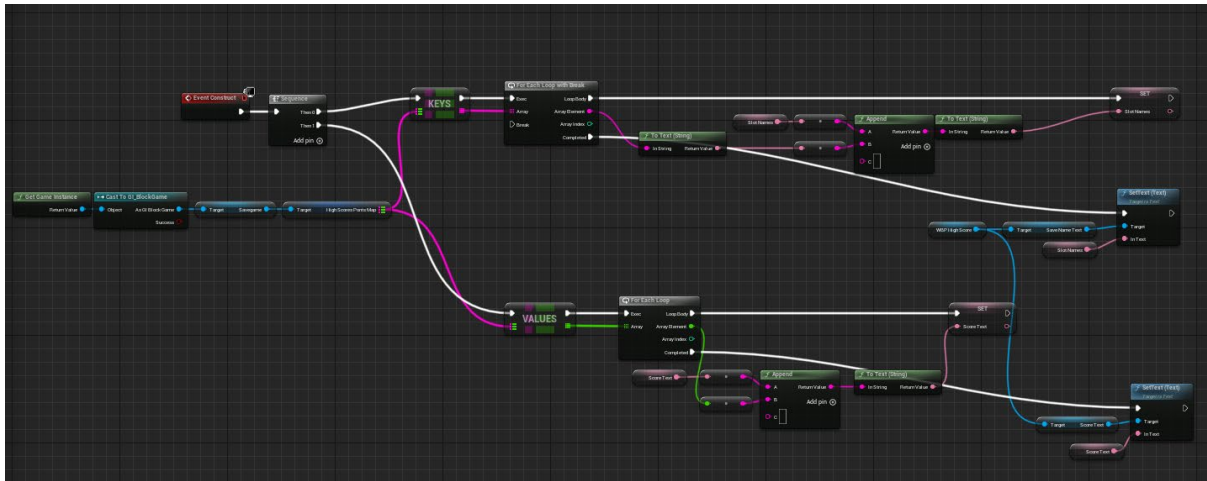 Event Construct
Sequence
Then 0
Then 1
Add pin
KEYS
For Each Loop with Break
Exec
Loop Body
Array
Array Element
Break
Array Index
Completed
To Text (String)
In String
Return Value
Slot Names
Append
A
Return Value
B
Add pin
C
To Text (String)
In String
Return Value
SET
Slot Names
Get Game Instance
Return Value
Cast To GI_BlockGame
Object
As GI Block Game
Success
Target
Savegame
Target
High Scores Parts Map
SetText (Text)
Target is Text
Target
In Text
WBP High Score
Target
Save Name Text
Slot Names
VALUES
For Each Loop
Exec
Loop Body
Array
Array Element
Array Index
Completed
SET
Score Text
Score Text
Append
A
Return Value
B
Add pin
C
To Text (String)
In String
Return Value
SetText (Text)
Target is Text
Target
In Text
Target
Score Text
Score Text